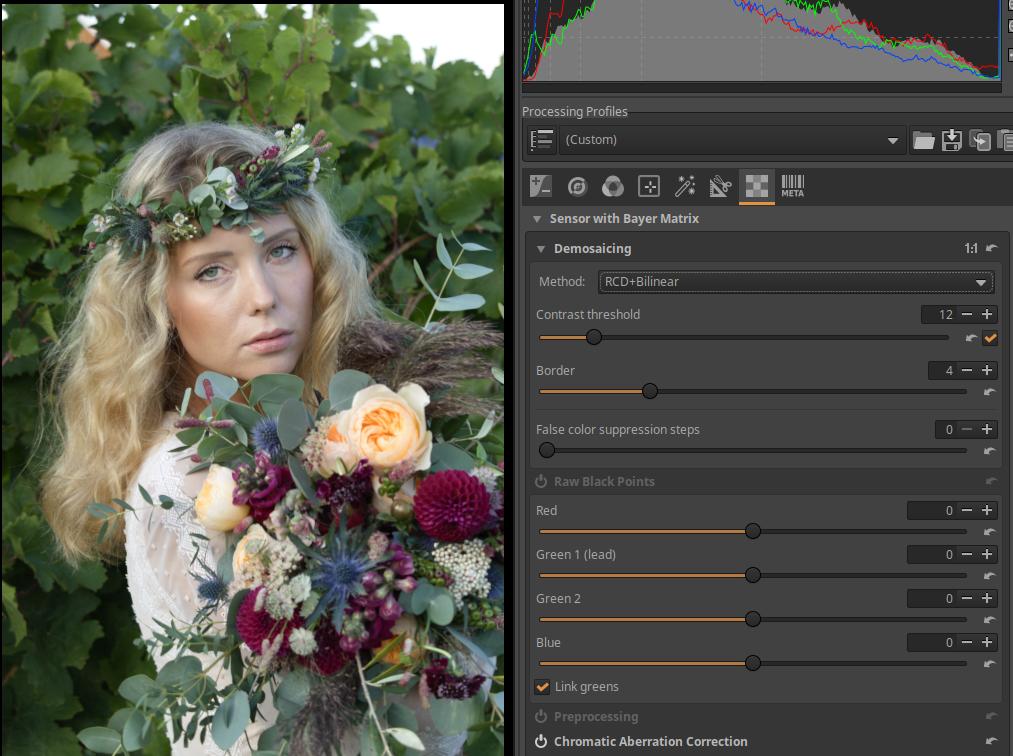 Processing Profiles
(Custom)
META
Sensor with Bayer Matrix
Demosaicing 1:1
Method: RCD+Bilinear
Contrast threshold 12
Border 4
False color suppression steps 0
Raw Black Points
Red 0
Green 1 (lead) 0
Green 2 0
Blue 0
Link greens
Preprocessing
Chromatic Aberration Correction